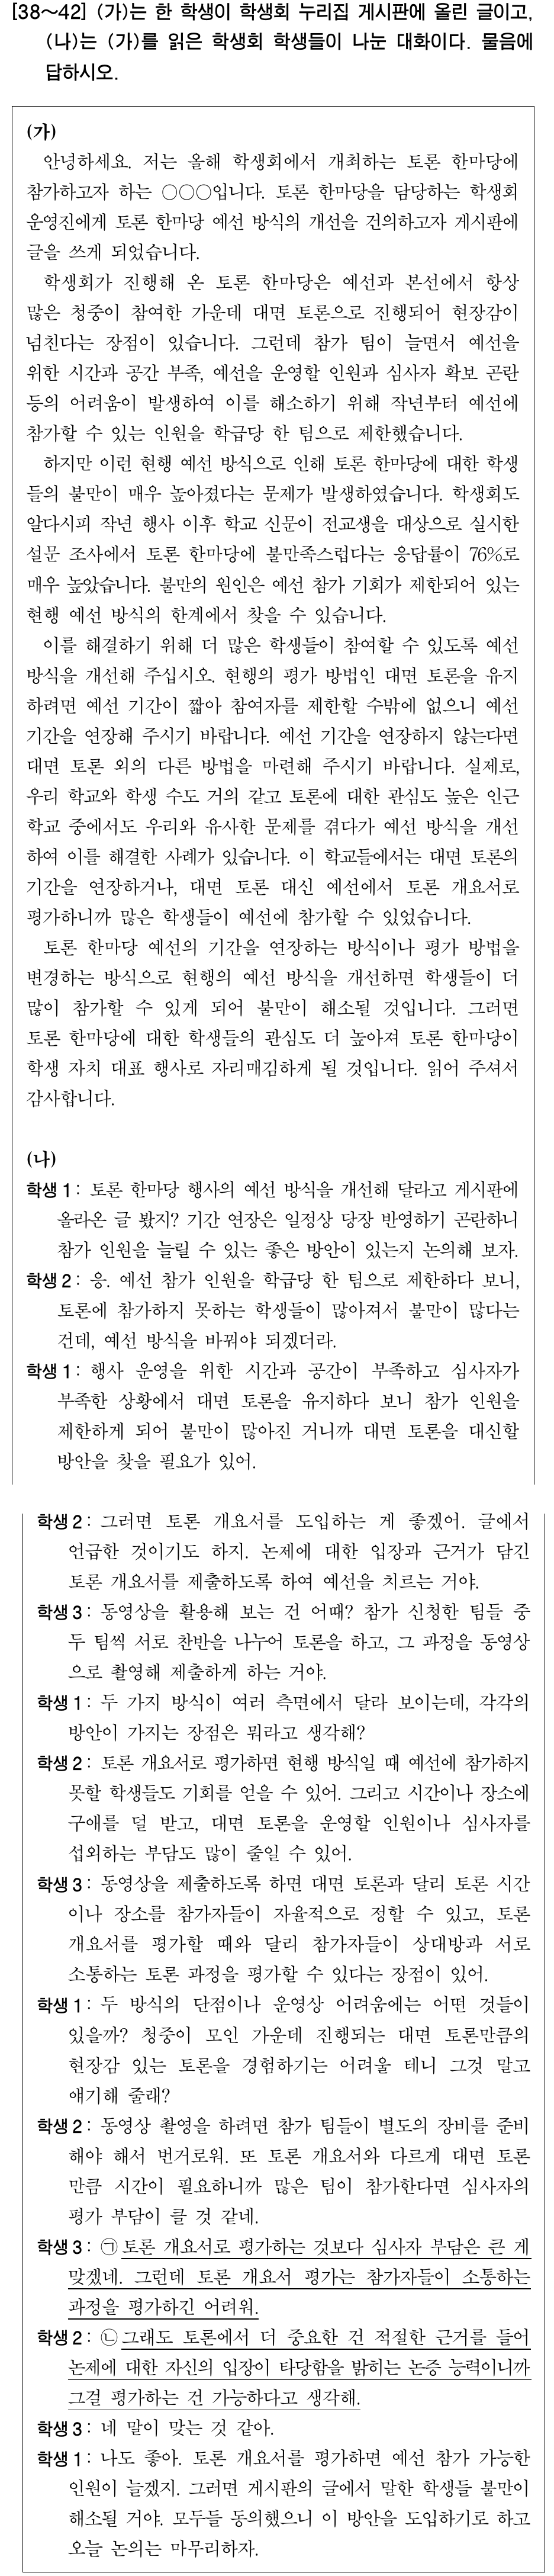 [38～42] (가)는 한 학생이 학생회 누리집 게시판에 올린 글이고,
(나)는 (가)를 읽은 학생회 학생들이 나눈 대화이다. 물음에
답하시오.
(가)
안녕하세요. 저는 올해 학생회에서 개최하는 토론 한마당에
참가하고자 하는 ○○○입니다. 토론 한마당을 담당하는 학생회
운영진에게 토론 한마당 예선 방식의 개선을 건의하고자 게시판에
글을 쓰게 되었습니다.
학생회가 진행해 온 토론 한마당은 예선과 본선에서 항상
많은 청중이 참여한 가운데 대면 토론으로 진행되어 현장감이
넘친다는 장점이 있습니다. 그런데 참가 팀이 늘면서 예선을
위한 시간과 공간 부족, 예선을 운영할 인원과 심사자 확보 곤란
등의 어려움이 발생하여 이를 해소하기 위해 작년부터 예선에
참가할 수 있는 인원을 학급당 한 팀으로 제한했습니다.
하지만 이런 현행 예선 방식으로 인해 토론 한마당에 대한 학생
들의 불만이 매우 높아졌다는 문제가 발생하였습니다. 학생회도
알다시피 작년 행사 이후 학교 신문이 전교생을 대상으로 실시한
설문 조사에서 토론 한마당에 불만족스럽다는 응답률이 76%로
매우 높았습니다. 불만의 원인은 예선 참가 기회가 제한되어 있는
현행 예선 방식의 한계에서 찾을 수 있습니다.
이를 해결하기 위해 더 많은 학생들이 참여할 수 있도록 예선
방식을 개선해 주십시오. 현행의 평가 방법인 대면 토론을 유지
하려면 예선 기간이 짧아 참여자를 제한할 수밖에 없으니 예선
기간을 연장해 주시기 바랍니다. 예선 기간을 연장하지 않는다면
대면 토론 외의 다른 방법을 마련해 주시기 바랍니다. 실제로,
우리 학교와 학생 수도 거의 같고 토론에 대한 관심도 높은 인근
학교 중에서도 우리와 유사한 문제를 겪다가 예선 방식을 개선
하여 이를 해결한 사례가 있습니다. 이 학교들에서는 대면 토론의
기간을 연장하거나, 대면 토론 대신 예선에서 토론 개요서로
평가하니까 많은 학생들이 예선에 참가할 수 있었습니다.
토론 한마당 예선의 기간을 연장하는 방식이나 평가 방법을
변경하는 방식으로 현행의 예선 방식을 개선하면 학생들이 더
많이 참가할 수 있게 되어 불만이 해소될 것입니다. 그러면
토론 한마당에 대한 학생들의 관심도 더 높아져 토론 한마당이
학생 자치 대표 행사로 자리매김하게 될 것입니다. 읽어 주셔서
감사합니다.
(나)
학생 1 : 토론 한마당 행사의 예선 방식을 개선해 달라고 게시판에
올라온 글 봤지? 기간 연장은 일정상 당장 반영하기 곤란하니
참가 인원을 늘릴 수 있는 좋은 방안이 있는지 논의해 보자.
학생 2 : 응. 예선 참가 인원을 학급당 한 팀으로 제한하다 보니,
토론에 참가하지 못하는 학생들이 많아져서 불만이 많다는
건데, 예선 방식을 바꿔야 되겠더라.
학생 1 : 행사 운영을 위한 시간과 공간이 부족하고 심사자가
부족한 상황에서 대면 토론을 유지하다 보니 참가 인원을
제한하게 되어 불만이 많아진 거니까 대면 토론을 대신할
방안을 찾을 필요가 있어.
학생 2 : 그러면 토론 개요서를 도입하는 게 좋겠어. 글에서
언급한 것이기도 하지. 논제에 대한 입장과 근거가 담긴
토론 개요서를 제출하도록 하여 예선을 치르는 거야.
학생 3 : 동영상을 활용해 보는 건 어때? 참가 신청한 팀들 중
두 팀씩 서로 찬반을 나누어 토론을 하고, 그 과정을 동영상
으로 촬영해 제출하게 하는 거야.
학생 1 : 두 가지 방식이 여러 측면에서 달라 보이는데, 각각의
방안이 가지는 장점은 뭐라고 생각해?
학생 2 : 토론 개요서로 평가하면 현행 방식일 때 예선에 참가하지
못할 학생들도 기회를 얻을 수 있어. 그리고 시간이나 장소에
구애를 덜 받고, 대면 토론을 운영할 인원이나 심사자를
섭외하는 부담도 많이 줄일 수 있어.
학생 3 : 동영상을 제출하도록 하면 대면 토론과 달리 토론 시간
이나 장소를 참가자들이 자율적으로 정할 수 있고, 토론
개요서를 평가할 때와 달리 참가자들이 상대방과 서로
소통하는 토론 과정을 평가할 수 있다는 장점이 있어.
학생 1 : 두 방식의 단점이나 운영상 어려움에는 어떤 것들이
있을까? 청중이 모인 가운데 진행되는 대면 토론만큼의
현장감 있는 토론을 경험하기는 어려울 테니 그것 말고
얘기해 줄래?
학생 2 : 동영상 촬영을 하려면 참가 팀들이 별도의 장비를 준비
해야 해서 번거로워. 또 토론 개요서와 다르게 대면 토론
만큼 시간이 필요하니까 많은 팀이 참가한다면 심사자의
평가 부담이 클 것 같네.
학생 3 : ㉠토론 개요서로 평가하는 것보다 심사자 부담은 큰 게
맞겠네. 그런데 토론 개요서 평가는 참가자들이 소통하는
과정을 평가하긴 어려워.
학생 2 : ㉡그래도 토론에서 더 중요한 건 적절한 근거를 들어
논제에 대한 자신의 입장이 타당함을 밝히는 논증 능력이니까
그걸 평가하는 건 가능하다고 생각해.
학생 3 : 네 말이 맞는 것 같아.
학생 1 : 나도 좋아. 토론 개요서를 평가하면 예선 참가 가능한
인원이 늘겠지. 그러면 게시판의 글에서 말한 학생들 불만이
해소될 거야. 모두들 동의했으니 이 방안을 도입하기로 하고
오늘 논의는 마무리하자.